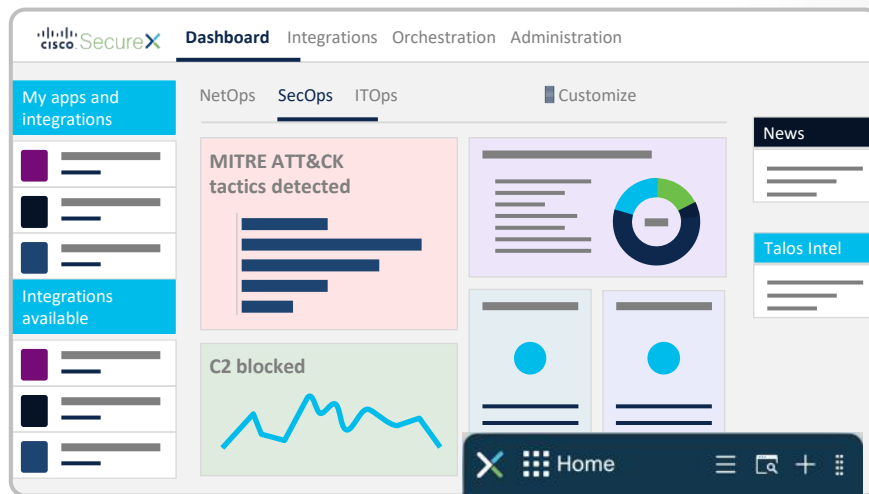 cisco SecureX
Dashboard Integrations Orchestration Administration
My apps and
integrations
NetOps SecOps ITOps Customize
MITRE ATT&CK
tactics detected
News
Talos Intel
Integrations
available
C2 blocked
Home